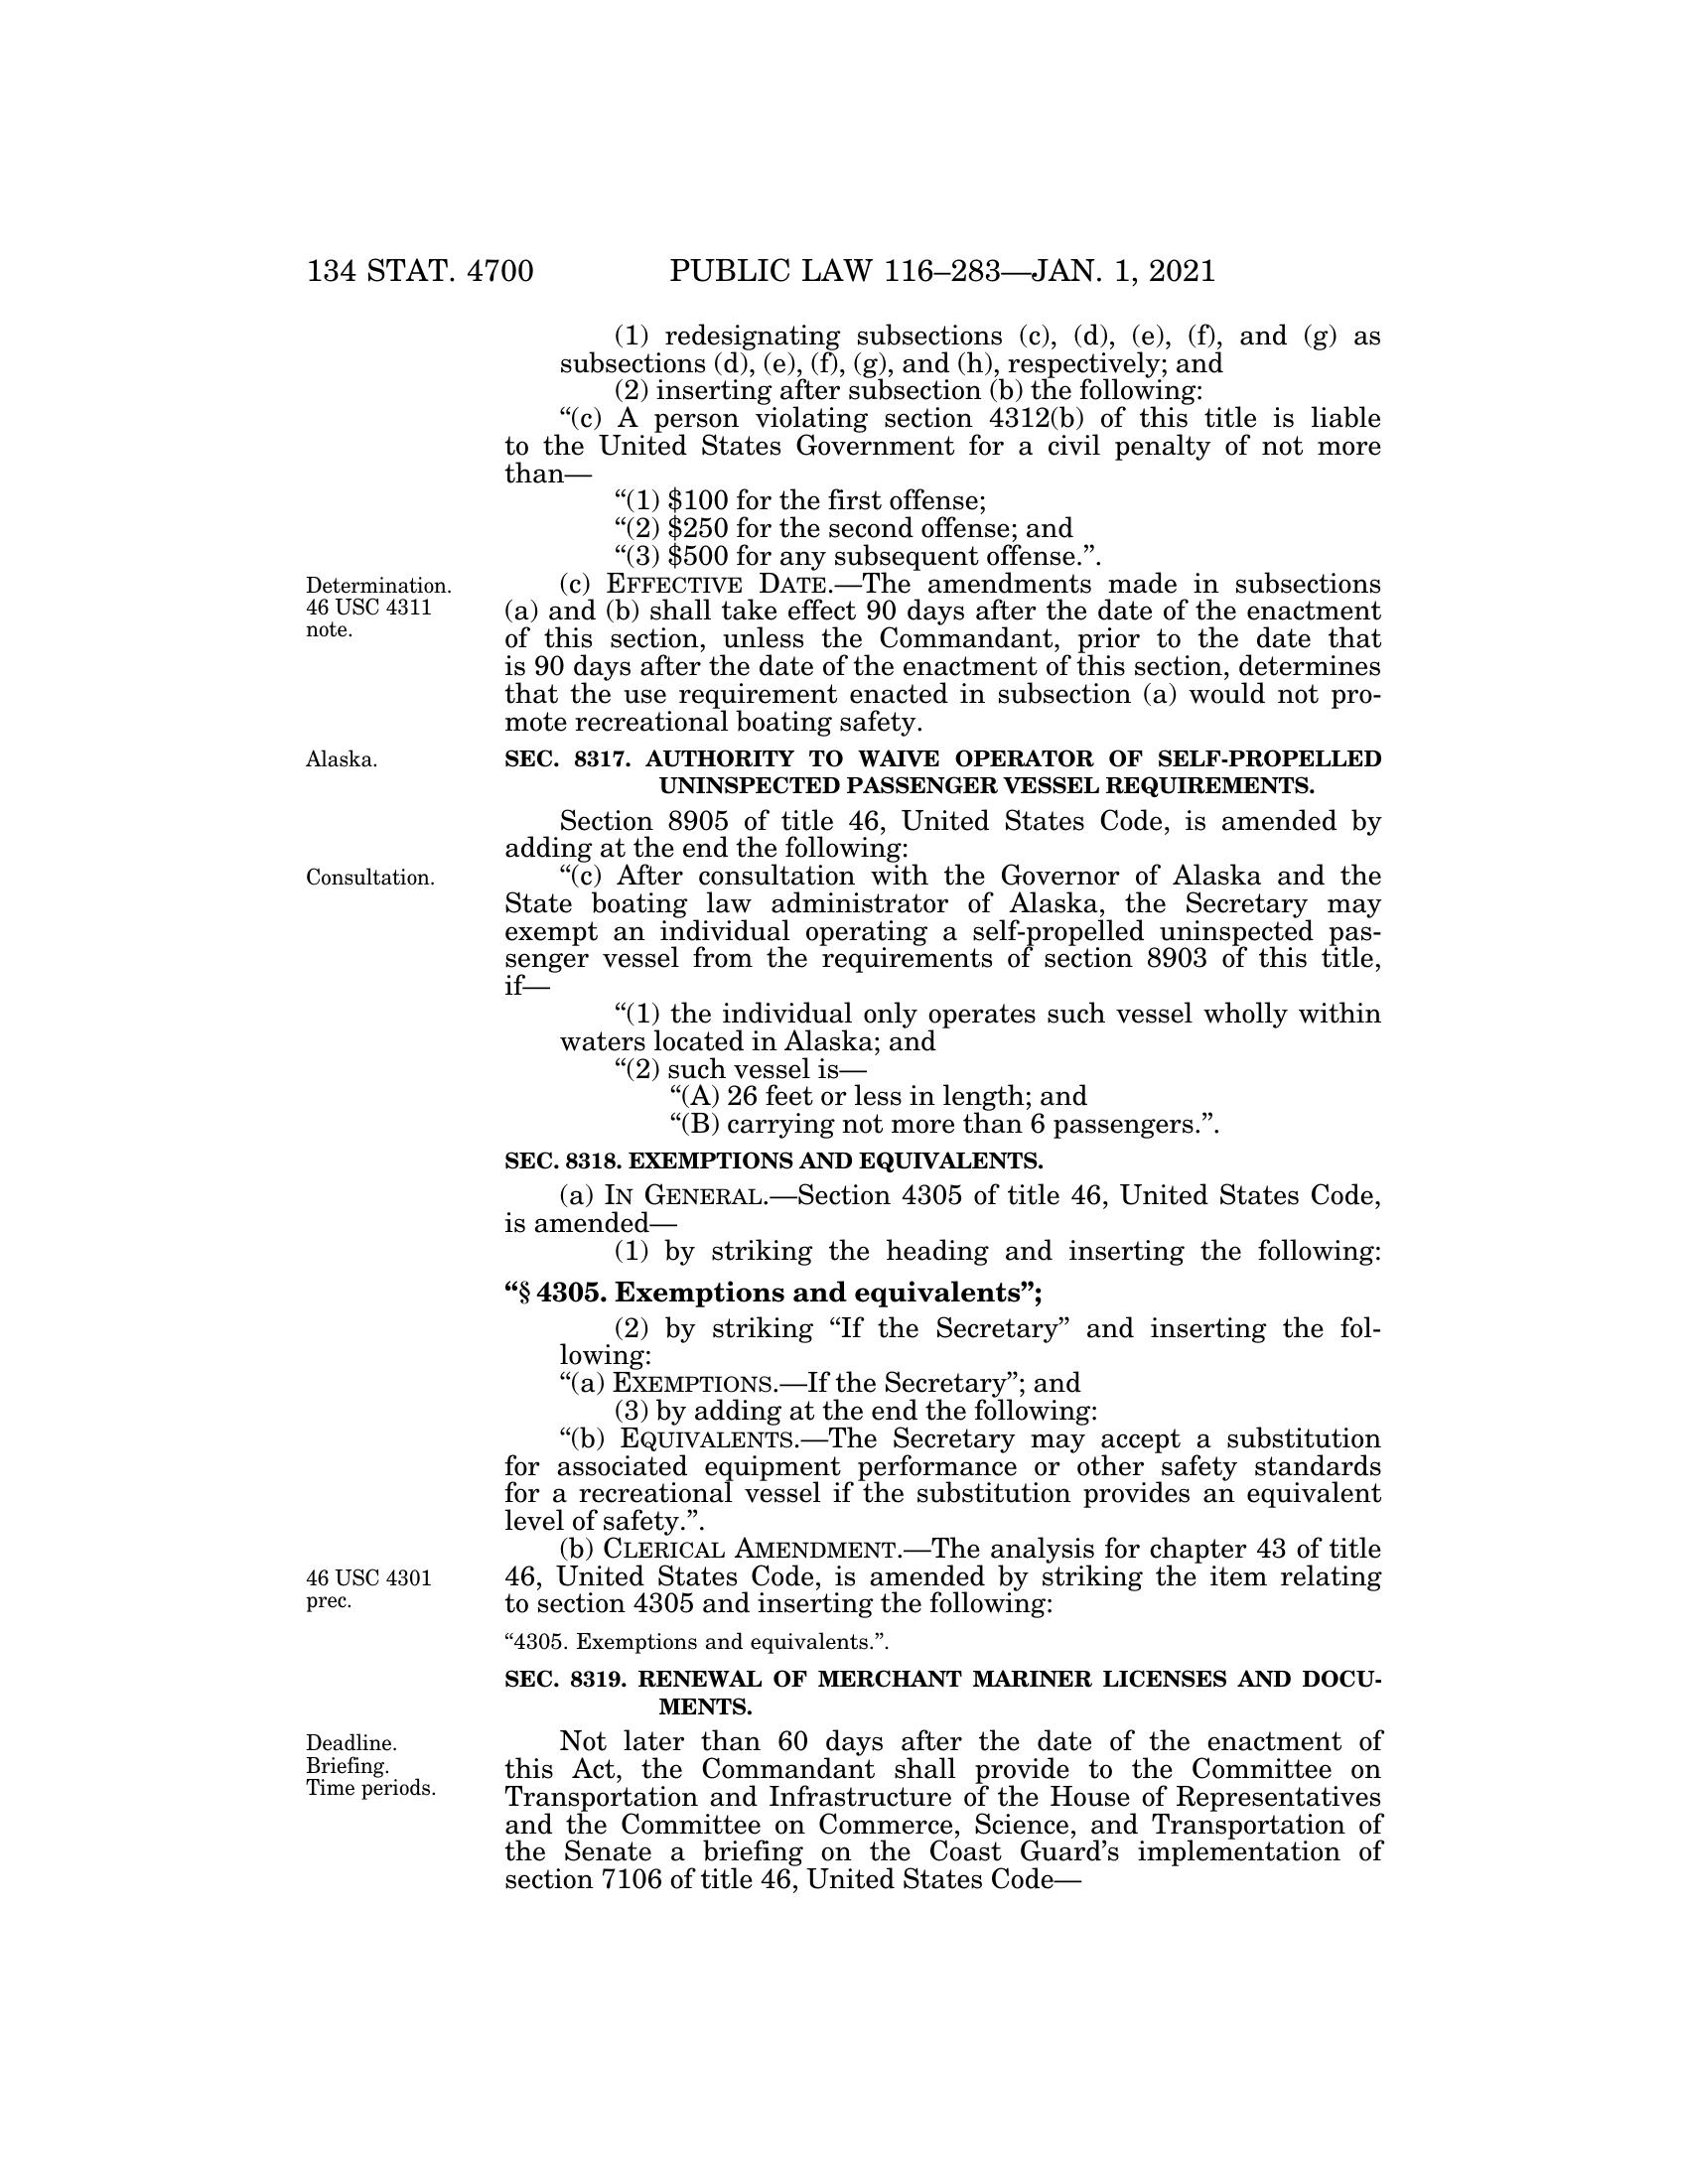 134 STAT. 4700 PUBLIC LAW 116–283—JAN. 1, 2021
(1) redesignating subsections (c), (d), (e), (f), and (g) as
subsections (d), (e), (f), (g), and (h), respectively; and
(2) inserting after subsection (b) the following:
“(c) A person violating section 4312(b) of this title is liable
to the United States Government for a civil penalty of not more
than—
“(1) $100 for the first offense;
“(2) $250 for the second offense; and
“(3) $500 for any subsequent offense.”.
Determination.
46 USC 4311
note.
(c) EFFECTIVE DATE.—The amendments made in subsections
(a) and (b) shall take effect 90 days after the date of the enactment
of this section, unless the Commandant, prior to the date that
is 90 days after the date of the enactment of this section, determines
that the use requirement enacted in subsection (a) would not pro-
mote recreational boating safety.
Alaska.
SEC. 8317. AUTHORITY TO WAIVE OPERATOR OF SELF-PROPELLED
UNINSPECTED PASSENGER VESSEL REQUIREMENTS.
Section 8905 of title 46, United States Code, is amended by
adding at the end the following:
Consultation.
“(c) After consultation with the Governor of Alaska and the
State boating law administrator of Alaska, the Secretary may
exempt an individual operating a self-propelled uninspected pas-
senger vessel from the requirements of section 8903 of this title,
if—
“(1) the individual only operates such vessel wholly within
waters located in Alaska; and
“(2) such vessel is—
“(A) 26 feet or less in length; and
“(B) carrying not more than 6 passengers.”.
SEC. 8318. EXEMPTIONS AND EQUIVALENTS.
(a) IN GENERAL.—Section 4305 of title 46, United States Code,
is amended—
(1) by striking the heading and inserting the following:
“§ 4305. Exemptions and equivalents”;
(2) by striking “If the Secretary” and inserting the fol-
lowing:
“(a) EXEMPTIONS.—If the Secretary”; and
(3) by adding at the end the following:
“(b) EQUIVALENTS.—The Secretary may accept a substitution
for associated equipment performance or other safety standards
for a recreational vessel if the substitution provides an equivalent
level of safety.”.
46 USC 4301
prec.
(b) CLERICAL AMENDMENT.—The analysis for chapter 43 of title
46, United States Code, is amended by striking the item relating
to section 4305 and inserting the following:
“4305. Exemptions and equivalents.”.
SEC. 8319. RENEWAL OF MERCHANT MARINER LICENSES AND DOCU-
MENTS.
Deadline.
Briefing.
Time periods.
Not later than 60 days after the date of the enactment of
this Act, the Commandant shall provide to the Committee on
Transportation and Infrastructure of the House of Representatives
and the Committee on Commerce, Science, and Transportation of
the Senate a briefing on the Coast Guard’s implementation of
section 7106 of title 46, United States Code—